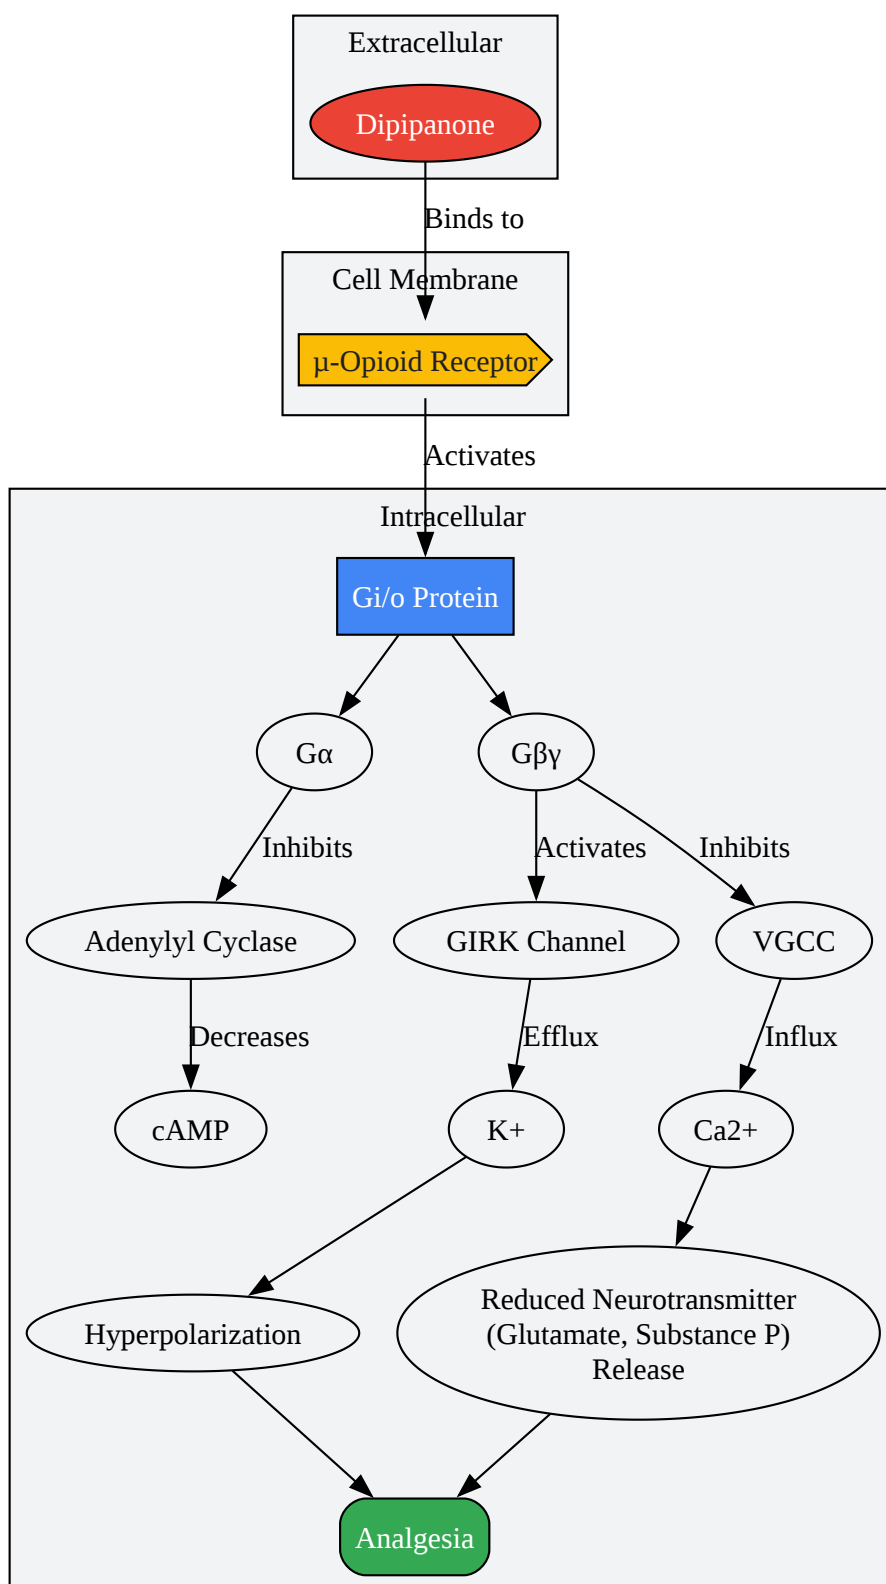 Extracellular
Dipipanone
Binds to
Cell Membrane
µ-Opioid Receptor
Activates
Intracellular
Gi/o Protein
Gα
Gβγ
Inhibits
Activates
Inhibits
Adenylyl Cyclase
GIRK Channel
VGCC
Decreases
Efflux
Influx
cAMP
K+
Ca2+
Hyperpolarization
Reduced Neurotransmitter
(Glutamate, Substance P)
Release
Analgesia